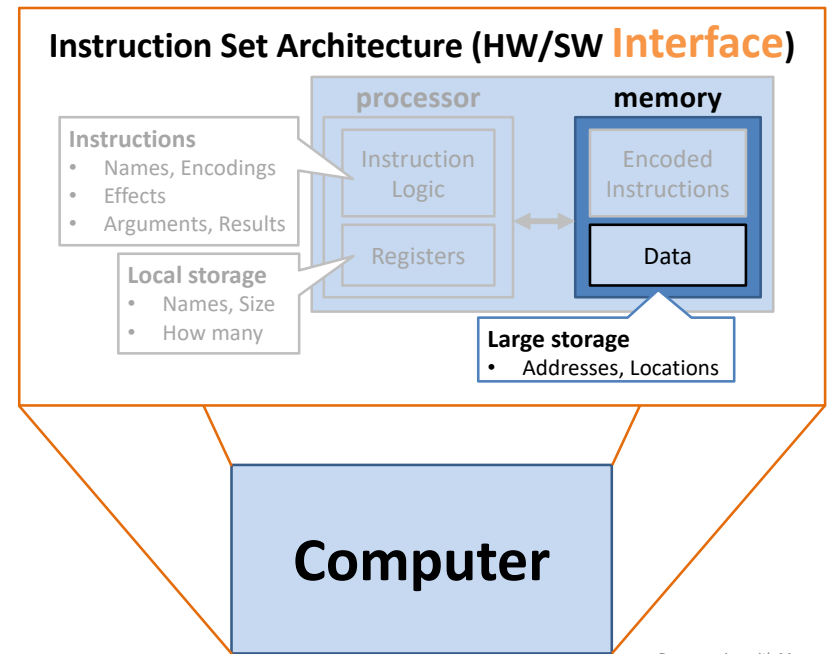 Instruction Set Architecture (HW/SW Interface)
processor
memory
Instructions
• Names, Encodings
• Effects
• Arguments, Results
Instruction
Logic
Encoded
Instructions
Registers
Data
Local storage
• Names, Size
• How many
Large storage
• Addresses, Locations
Computer